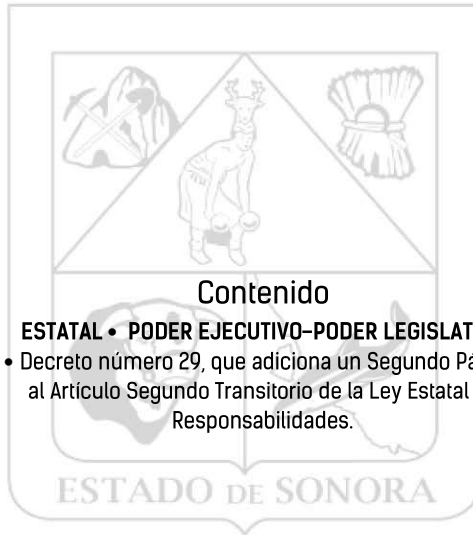 Contenido
ESTATAL • PODER EJECUTIVO-PODER LEGISLAT
• Decreto número 29, que adiciona un Segundo Pá
al Artículo Segundo Transitorio de la Ley Estatal
Responsabilidades.
ESTADO DE SONORA